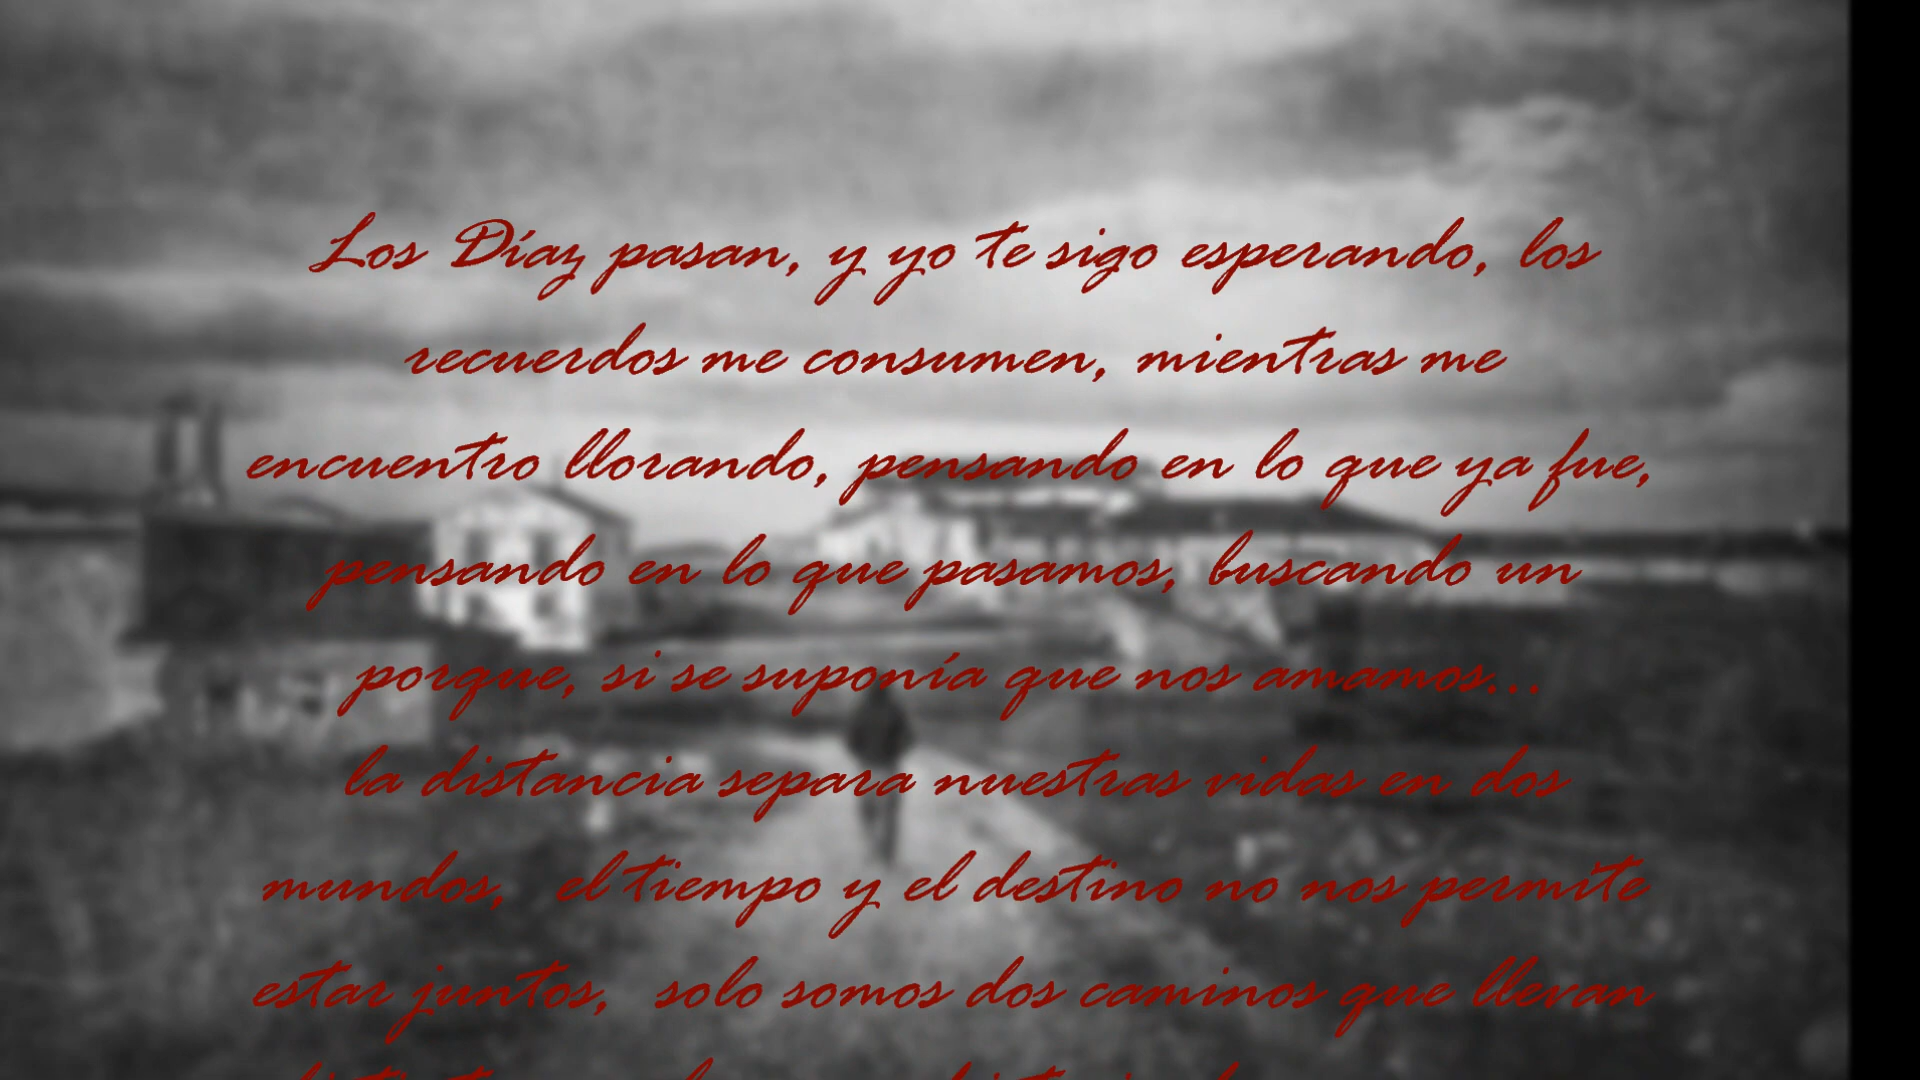 Los Díaz pasan, y yo te sigo esperando, los
recuerdos me consumen, mientras me
encuentro llorando, pensando en lo que ya fue,
pensando en lo que pasamos, buscando un
porque, si se suponía que nos amamos...
la distancia separa nuestras vidas en dos
mundos, el tiempo y el destino no nos permite
estar juntos, solo somos dos caminos que llevan